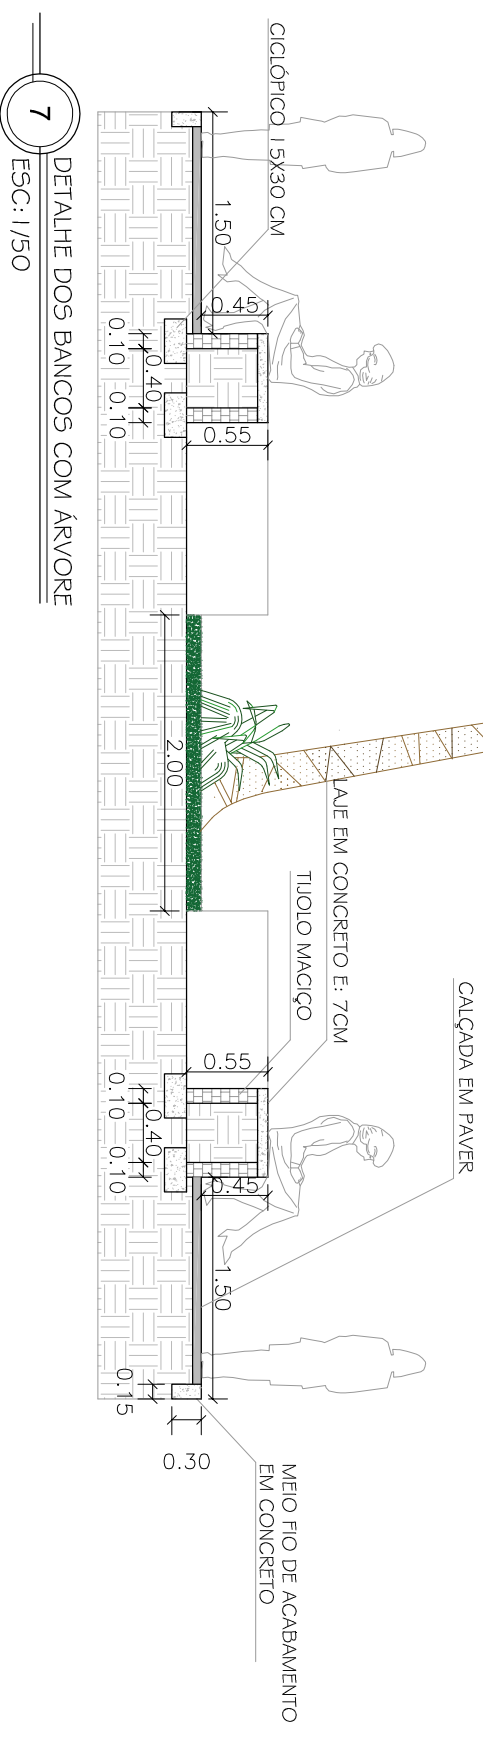 CICLÓPICO 15X30 CM
1.50
0.45
0.10
0.40
0.10
0.55
2.00
LAJE EM CONCRETO E: 7CM
TIJOLO MACIÇO
CALÇADA EM PAVER
0.55
0.10
0.40
0.10
0.45
1.50
0.15
0.30
MEIO FIO DE ACABAMENTO
EM CONCRETO
7
DETALHE DOS BANCOS COM ÁRVORE
ESC:1/50